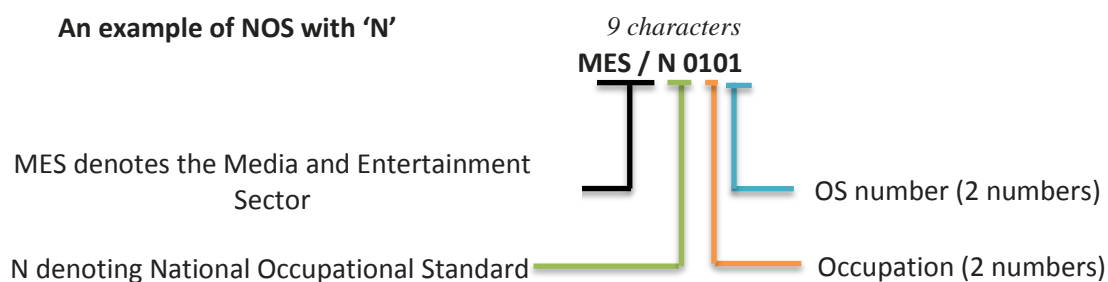 An example of NOS with ‘N’
9 characters
MES / N 0101
MES denotes the Media and Entertainment
Sector
OS number (2 numbers)
N denoting National Occupational Standard
Occupation (2 numbers)